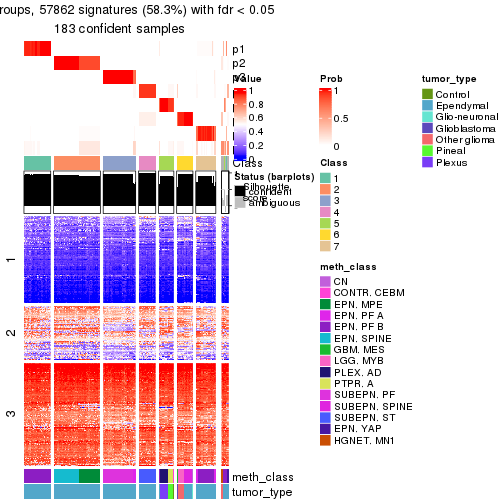 roups, 57862 signatures (58.3%) with fdr < 0.05
183 confident samples
p1
p2
p3
Class
1
2
3
meth_class
tumor_type
Value
1
0.8
0.6
0.4
0.2
0
Status (barplots)
confident
ambiguous
Silhouette
score
Prob
1
0.5
0
Class
1
2
3
4
5
6
7
meth_class
CN
CONTR. CEBM
EPN. MPE
EPN. PF A
EPN. PF B
EPN. SPINE
GBM. MES
LGG. MYB
PLEX. AD
PTPR. A
SUBEPN. PF
SUBEPN. SPINE
SUBEPN. ST
EPN. YAP
HGNET. MN1
tumor_type
Control
Ependymal
Glio-neuronal
Glioblastoma
Other glioma
Pineal
Plexus